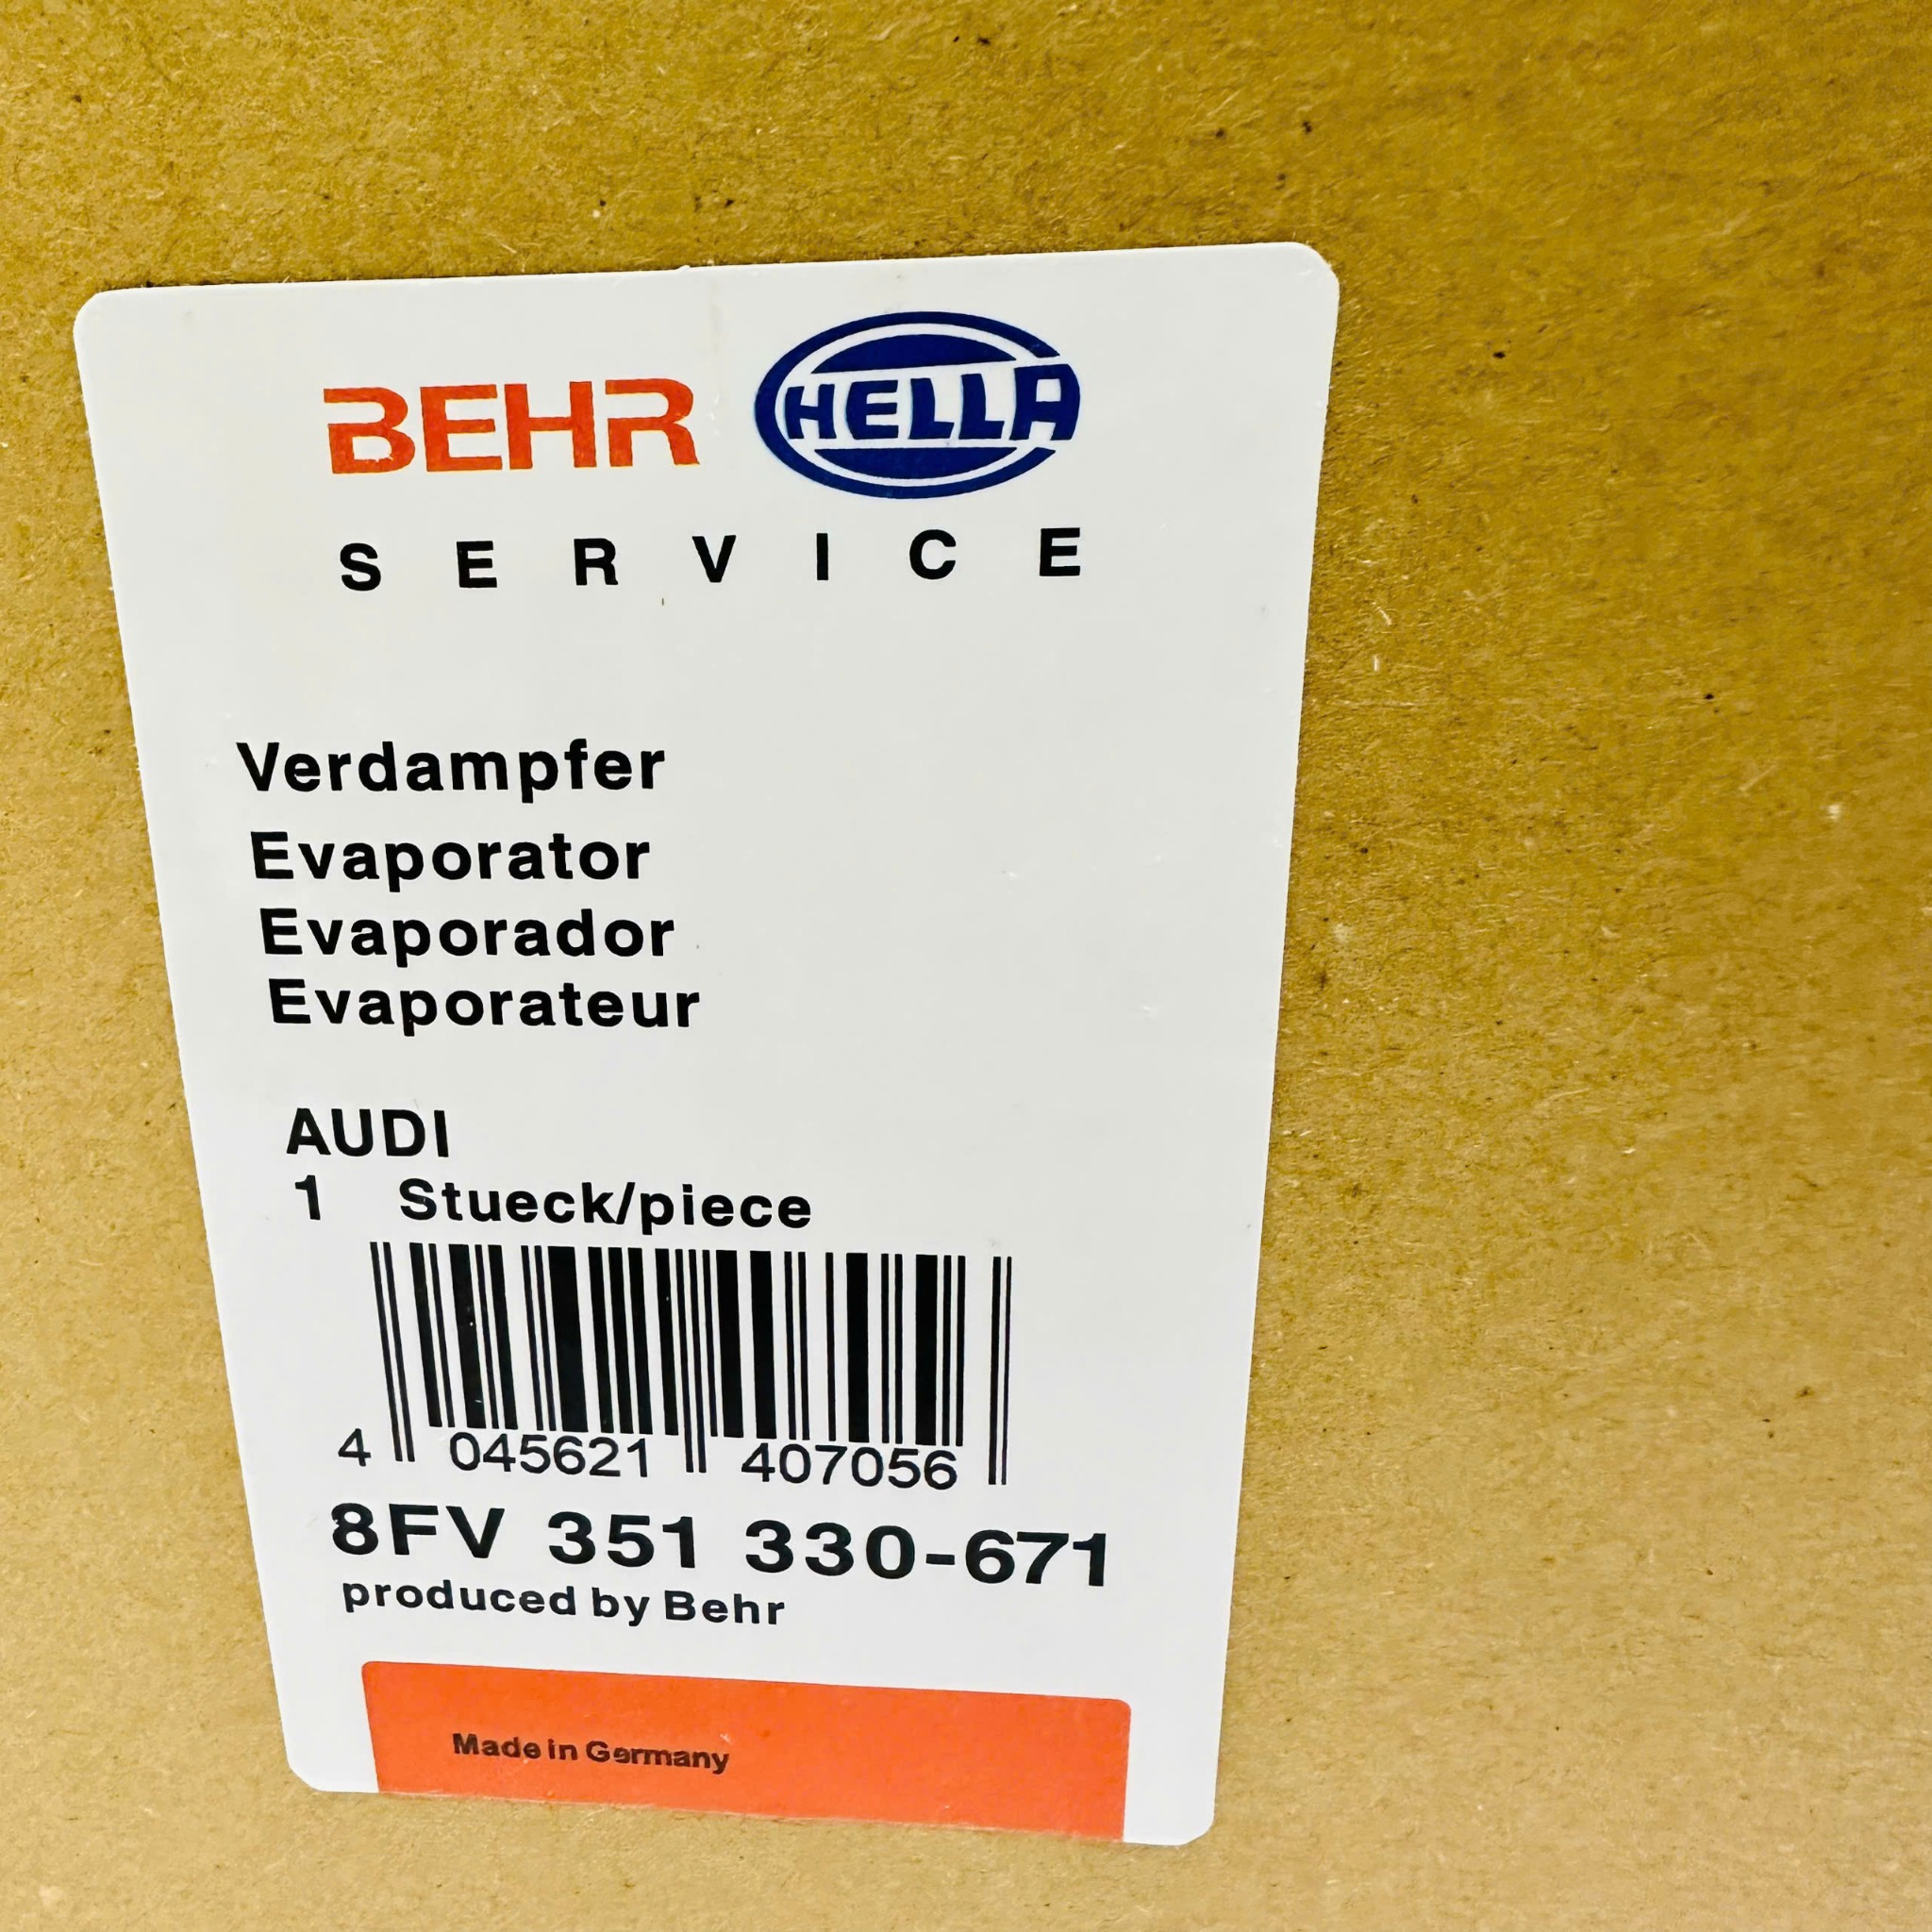 BEHR HELLA
SERVICE
Verdampfer
Evaporator
Evaporador
Evaporateur
AUDI
1 Stueck/piece
4 045621 407056
8FV 351 330-671
produced by Behr
Made in Germany